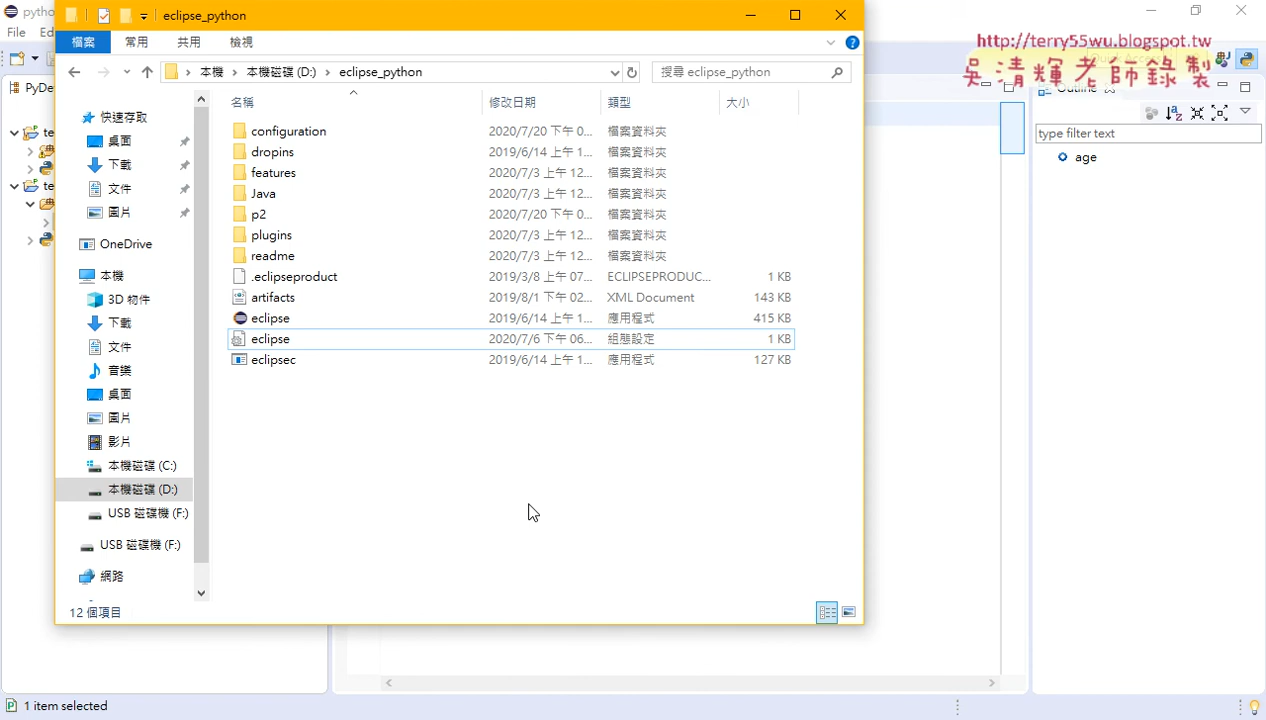 pytho
eclipse_python
http://terry55wu.blogspot.tw
吳清輝老師錄製
File
Ed
檔案
常用
共用
檢視
本機
本機磁碟 (D:)
eclipse_python
搜尋 eclipse_python
PyDe
Outline
名稱
修改日期
類型
大小
type filter text
age
快速存取
桌面
下載
文件
圖片
OneDrive
本機
3D 物件
下載
文件
音樂
桌面
圖片
影片
本機磁碟 (C:)
本機磁碟 (D:)
USB 磁碟機 (F:)
USB 磁碟機 (F:)
網路
te
te
configuration 2020/7/20 下午 0... 檔案資料夾
dropins 2019/6/14 上午 1... 檔案資料夾
features 2020/7/3 上午 12... 檔案資料夾
Java 2020/7/3 上午 12... 檔案資料夾
p2 2020/7/20 下午 0... 檔案資料夾
plugins 2020/7/3 上午 12... 檔案資料夾
readme 2020/7/3 上午 12... 檔案資料夾
.eclipseproduct 2019/3/8 上午 07... ECLIPSEPRODUC... 1 KB
artifacts 2019/8/1 下午 02... XML Document 143 KB
eclipse 2019/6/14 上午 1... 應用程式 415 KB
eclipse 2020/7/6 下午 06... 組態設定 1 KB
eclipsec 2019/6/14 上午 1... 應用程式 127 KB
12 個項目
1 item selected